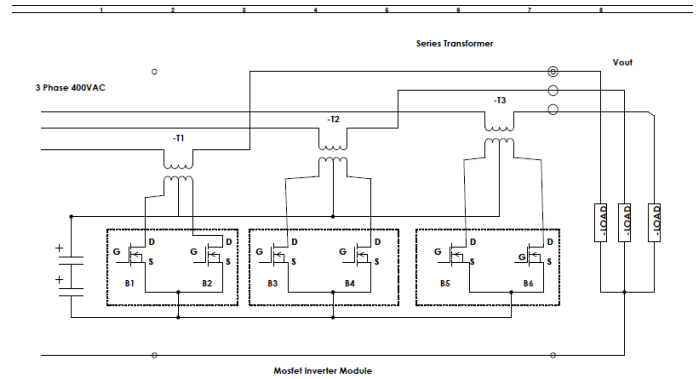 1 2 3 4 5 6 7 8
Series Transformer
Vout
3 Phase 400VAC
-T3
-T2
-T1
-LOAD -LOAD -LOAD
D D D D D D
G G G G G G
S S S S S S
+
+
B1 B2 B3 B4 B5 B6
Mosfet Inverter Module